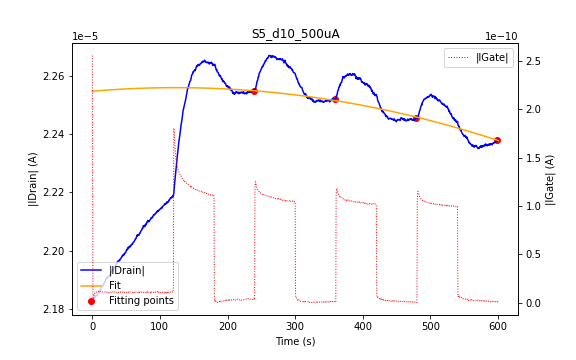 S5_d10_500uA
1e−5
1e−10
|IDrain| (A)
2.26
2.24
2.22
2.20
2.18
|IGate|
2.5
2.0
1.5
1.0
0.5
0.0
|IGate| (A)
|IDrain|
Fit
Fitting points
0 100 200 300 400 500 600
Time (s)